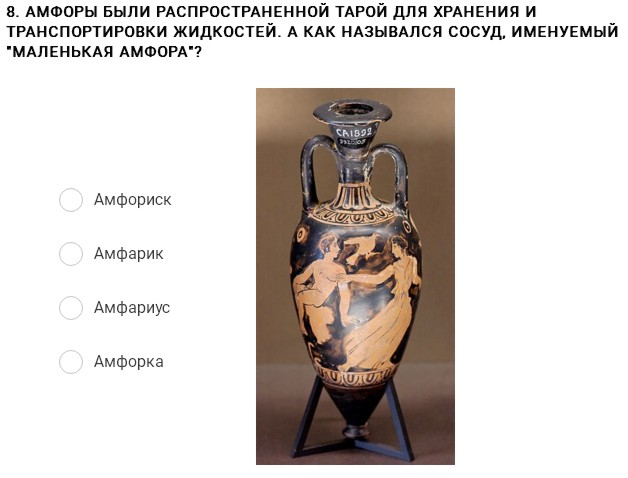 8. АМФОРЫ БЫЛИ РАСПРОСТРАНЕННОЙ ТАРОЙ ДЛЯ ХРАНЕНИЯ И
ТРАНСПОРТИРОВКИ ЖИДКОСТЕЙ. А КАК НАЗЫВАЛСЯ СОСУД, ИМЕНУЕМЫЙ
"МАЛЕНЬКАЯ АМФОРА"?
CA1592
Амфориск
Амфарик
Амфариус
Амфорка